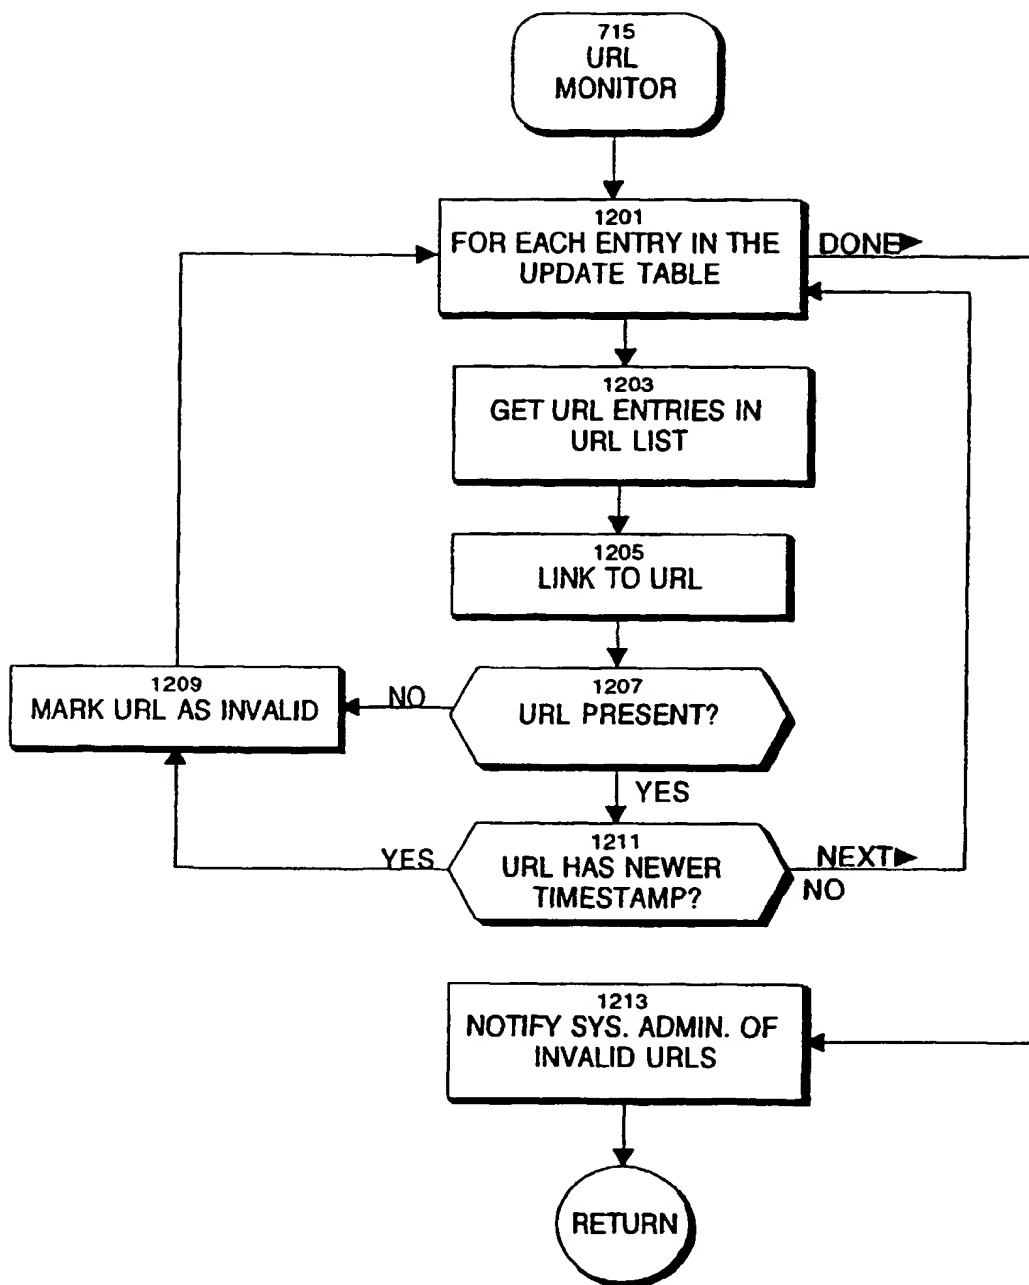 715
URL
MONITOR
1201
FOR EACH ENTRY IN THE
UPDATE TABLE
DONE
1203
GET URL ENTRIES IN
URL LIST
1205
LINK TO URL
1209
MARK URL AS INVALID
NO
1207
URL PRESENT?
YES
YES
1211
URL HAS NEWER
TIMESTAMP?
NEXT
NO
1213
NOTIFY SYS. ADMIN. OF
INVALID URLS
RETURN